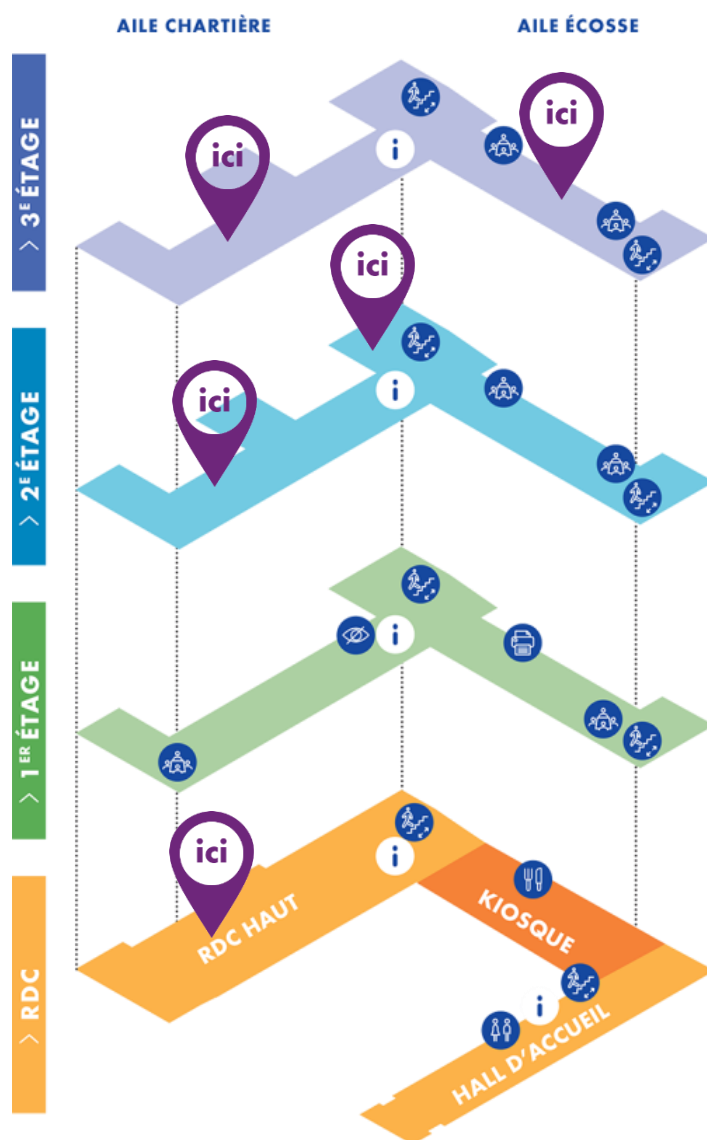 AILE CHARTIÈRE
AILE ÉCOSSE
> 3E ÉTAGE
ici
ici
i
> 2E ÉTAGE
ici
ici
i
> 1ER ÉTAGE
i
> RDC
ici
i
RDC HAUT
KIOSQUE
i
HALL D'ACCUEIL